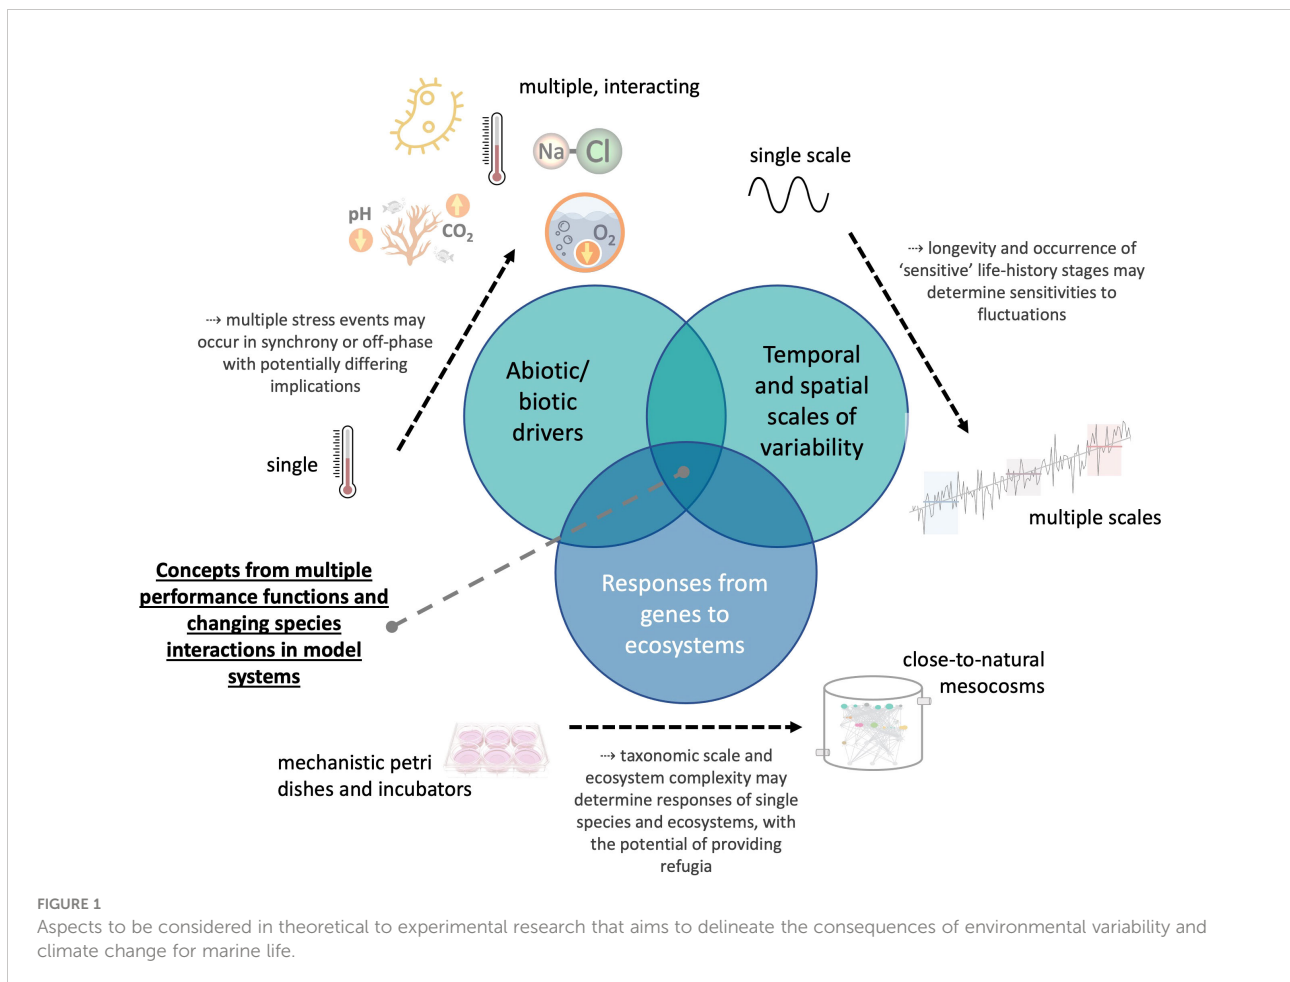 multiple, interacting
Na
Cl
pH
CO2
O2
single scale
⇢ longevity and occurrence of
‘sensitive’ life-history stages may
determine sensitivities to
fluctuations
⇢ multiple stress events may
occur in synchrony or off-phase
with potentially differing
implications
single
Abiotic/
biotic
drivers
Temporal
and spatial
scales of
variability
multiple scales
Responses from
genes to
ecosystems
Concepts from multiple
performance functions and
changing species
interactions in model
systems
close-to-natural
mesocosms
mechanistic petri
dishes and incubators
⇢ taxonomic scale and
ecosystem complexity may
determine responses of single
species and ecosystems, with
the potential of providing
refugia
FIGURE 1
Aspects to be considered in theoretical to experimental research that aims to delineate the consequences of environmental variability and
climate change for marine life.